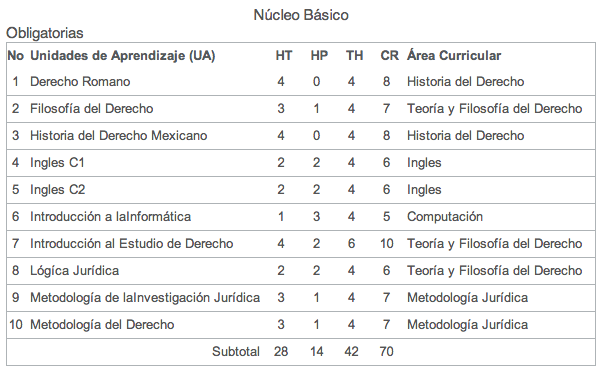 Núcleo Básico
Obligatorias
No Unidades de Aprendizaje (UA) HT HP TH CR Área Curricular
1 Derecho Romano 4 0 4 8 Historia del Derecho
2 Filosofía del Derecho 3 1 4 7 Teoría y Filosofía del Derecho
3 Historia del Derecho Mexicano 4 0 4 8 Historia del Derecho
4 Ingles C1 2 2 4 6 Ingles
5 Ingles C2 2 2 4 6 Ingles
6 Introducción a laInformática 1 3 4 5 Computación
7 Introducción al Estudio de Derecho 4 2 6 10 Teoría y Filosofía del Derecho
8 Lógíca Jurídica 2 2 4 6 Teoría y Filosofía del Derecho
9 Metodología de laInvestigación Jurídica 3 1 4 7 Metodología Jurídica
10 Metodología del Derecho 3 1 4 7 Metodología Jurídica
Subtotal 28 14 42 70